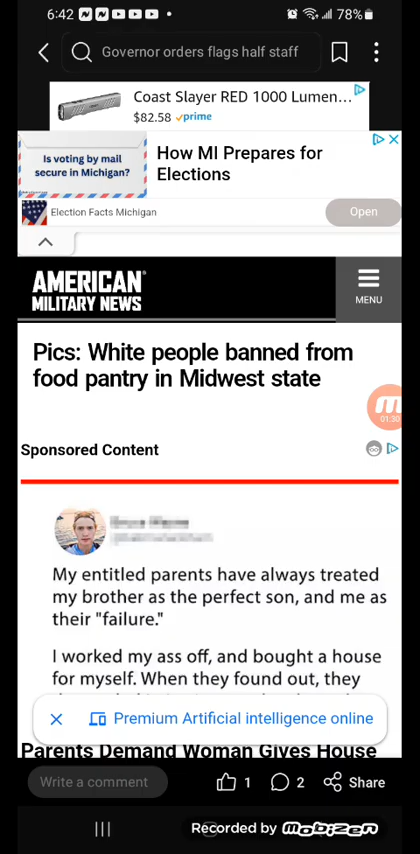 6:42
78%
Governor orders flags half staff
Coast Slayer RED 1000 Lumen...
$82.58 prime
Is voting by mail
secure in Michigan?
How MI Prepares for
Elections
Election Facts Michigan
Open
AMERICAN
MILITARY NEWS
MENU
Pics: White people banned from
food pantry in Midwest state
01:30
Sponsored Content
My entitled parents have always treated
my brother as the perfect son, and me as
their "failure."
I worked my ass off, and bought a house
for myself. When they found out, they
Premium Artificial intelligence online
Parents Demand Woman Gives House
Write a comment
1
2
Share
Recorded by mobizen